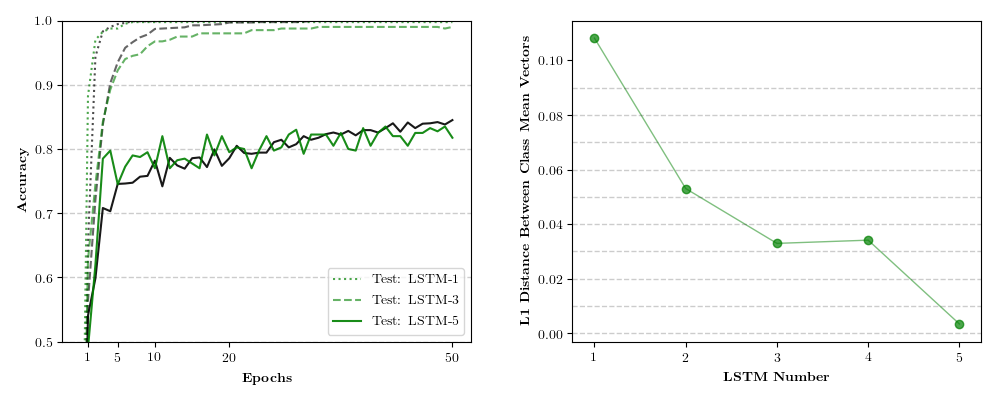 1.0
0.9
0.8
0.7
0.6
0.5
Accuracy
1 5 10 20 50
Epochs
Test: LSTM-1
Test: LSTM-3
Test: LSTM-5
0.10
0.08
0.06
0.04
0.02
0.00
L1 Distance Between Class Mean Vectors
1 2 3 4 5
LSTM Number